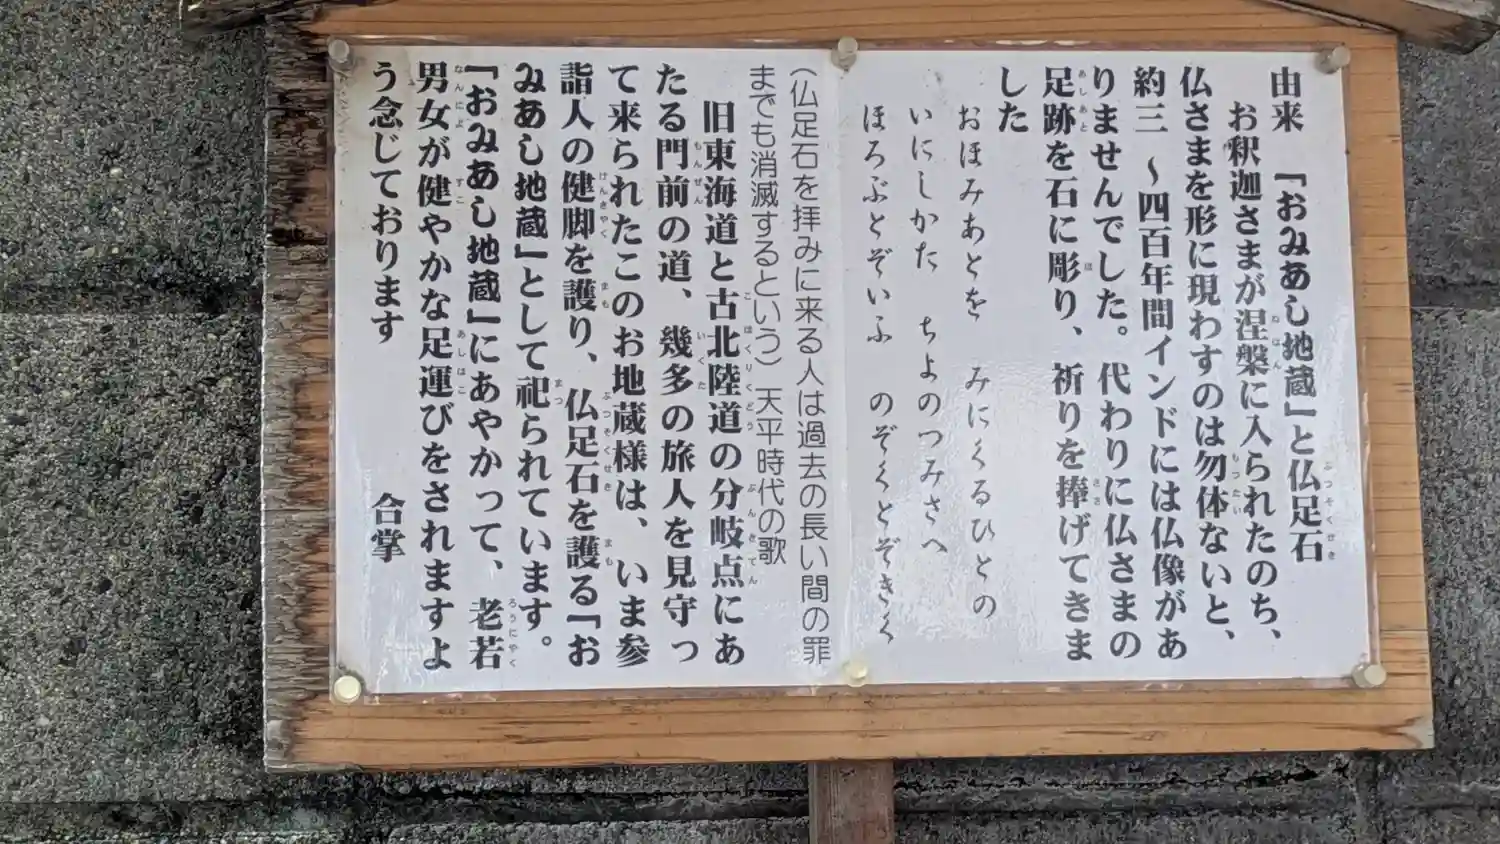 由来 「おみあし地蔵」と仏足石
お釈迦さまが涅槃に入られたのち、
仏さまを形に現わすのは勿体ないと、
約三〜四百年間インドには仏像があ
りませんでした。代わりに仏さまの
足跡を石に彫り、祈りを捧げてきま
した
おほみあとを みにくるひとの
いにしかた ちよのつみさへ
ほろぶとぞいふ のぞくとぞきく
（仏足石を拝みに来る人は過去の長い間の罪
までも消滅するという）天平時代の歌
旧東海道と古北陸道の分岐点にあ
たる門前の道、幾多の旅人を見守っ
て来られたこのお地蔵様は、いま参
詣人の健脚を護り、仏足石を護る「お
みあし地蔵」として祀られています。
「おみあし地蔵」にあやかって、老若
男女が健やかな足運びをされますよ
う念じております 合掌